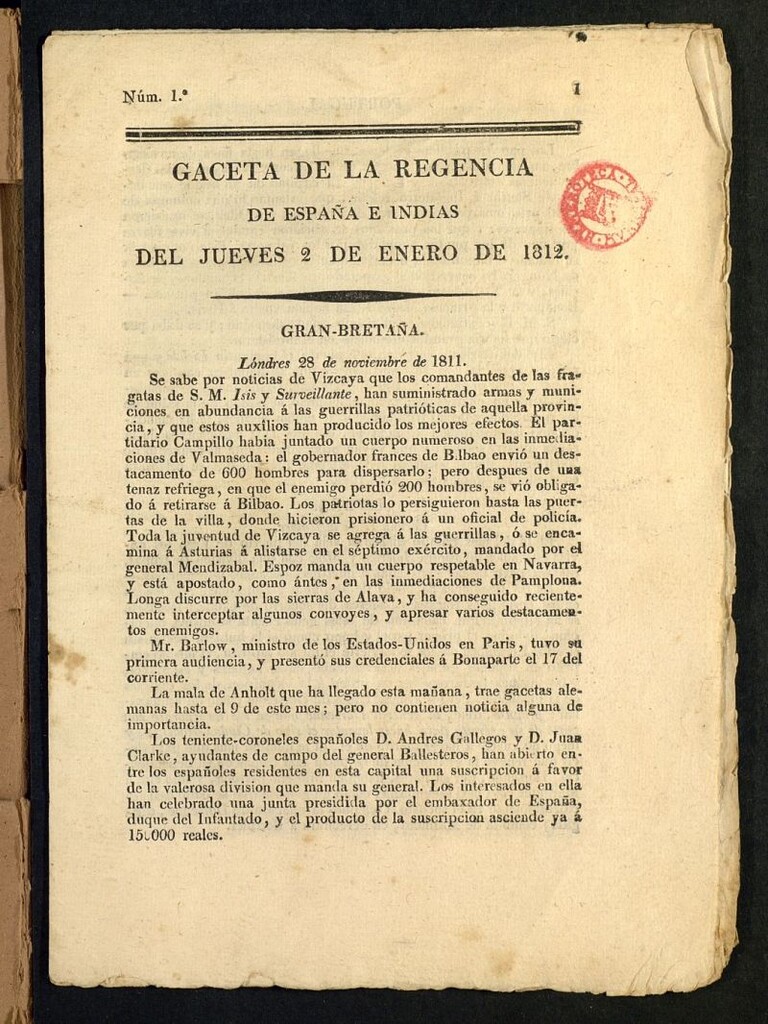 Núm. 1.º
1
GACETA DE LA REGENCIA
DE ESPAÑA E INDIAS
DEL JUEVES 2 DE ENERO DE 1812.
GRAN-BRETAÑA.
Lóndres 28 de noviembre de 1811.
Se sabe por noticias de Vizcaya que los comandantes de las fra-
gatas de S. M. Isis y Surveillante, han suministrado armas y muni-
ciones en abundancia á las guerrillas patrióticas de aquella provin-
cia, y que estos auxîlios han producido los mejores efectos. El par-
tidario Campillo habia juntado un cuerpo numeroso en las inmedia-
ciones de Valmaseda: el gobernador frances de Bilbao envió un des-
tacamento de 600 hombres para dispersarlo; pero despues de una
tenaz refriega, en que el enemigo perdió 200 hombres, se vió obliga-
do á retirarse á Bilbao. Los patriotas lo persiguieron hasta las puer-
tas de la villa, donde hicieron prisionero á un oficial de policía.
Toda la juventud de Vizcaya se agrega á las guerrillas, ó se enca-
mina á Asturias á alistarse en el séptimo exército, mandado por el
general Mendizabal. Espoz manda un cuerpo respetable en Navarra,
y está apostado, como ántes, en las inmediaciones de Pamplona.
Longa discurre por las sierras de Alava, y ha conseguido reciente-
mente interceptar algunos convoyes, y apresar varios destacamen-
tos enemigos.
Mr. Barlow, ministro de los Estados-Unidos en Paris, tuvo su
primera audiencia, y presentó sus credenciales á Bonaparte el 17 del
corriente.
La mala de Anholt que ha llegado esta mañana, trae gacetas ale-
manas hasta el 9 de este mes; pero no contienen noticia alguna de
importancia.
Los teniente-coroneles españoles D. Andres Gallegos y D. Juan
Clarke, ayudantes de campo del general Ballesteros, han abierto en-
tre los españoles residentes en esta capital una suscripcion á favor
de la valerosa division que manda su general. Los interesados en ella
han celebrado una junta presidida por el embaxador de España,
duque del Infantado, y el producto de la suscripcion asciende ya á
150000 reales.